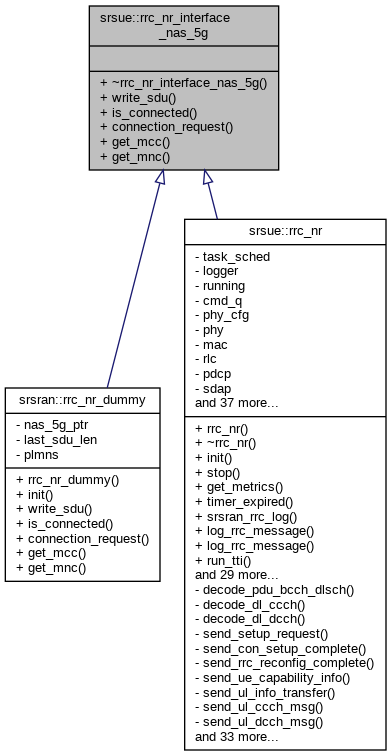 srsue::rrc_nr_interface
_nas_5g
+ ~rrc_nr_interface_nas_5g()
+ write_sdu()
+ is_connected()
+ connection_request()
+ get_mcc()
+ get_mnc()
srsran::rrc_nr_dummy
- nas_5g_ptr
- last_sdu_len
- plmns
+ rrc_nr_dummy()
+ init()
+ write_sdu()
+ is_connected()
+ connection_request()
+ get_mcc()
+ get_mnc()
srsue::rrc_nr
- task_sched
- logger
- running
- cmd_q
- phy_cfg
- phy
- mac
- rlc
- pdcp
- sdap
and 37 more...
+ rrc_nr()
+ ~rrc_nr()
+ init()
+ stop()
+ get_metrics()
+ timer_expired()
+ srsran_rrc_log()
+ log_rrc_message()
+ log_rrc_message()
+ run_tti()
and 29 more...
- decode_pdu_bcch_dlsch()
- decode_dl_ccch()
- decode_dl_dcch()
- send_setup_request()
- send_con_setup_complete()
- send_rrc_reconfig_complete()
- send_ue_capability_info()
- send_ul_info_transfer()
- send_ul_ccch_msg()
- send_ul_dcch_msg()
and 33 more...